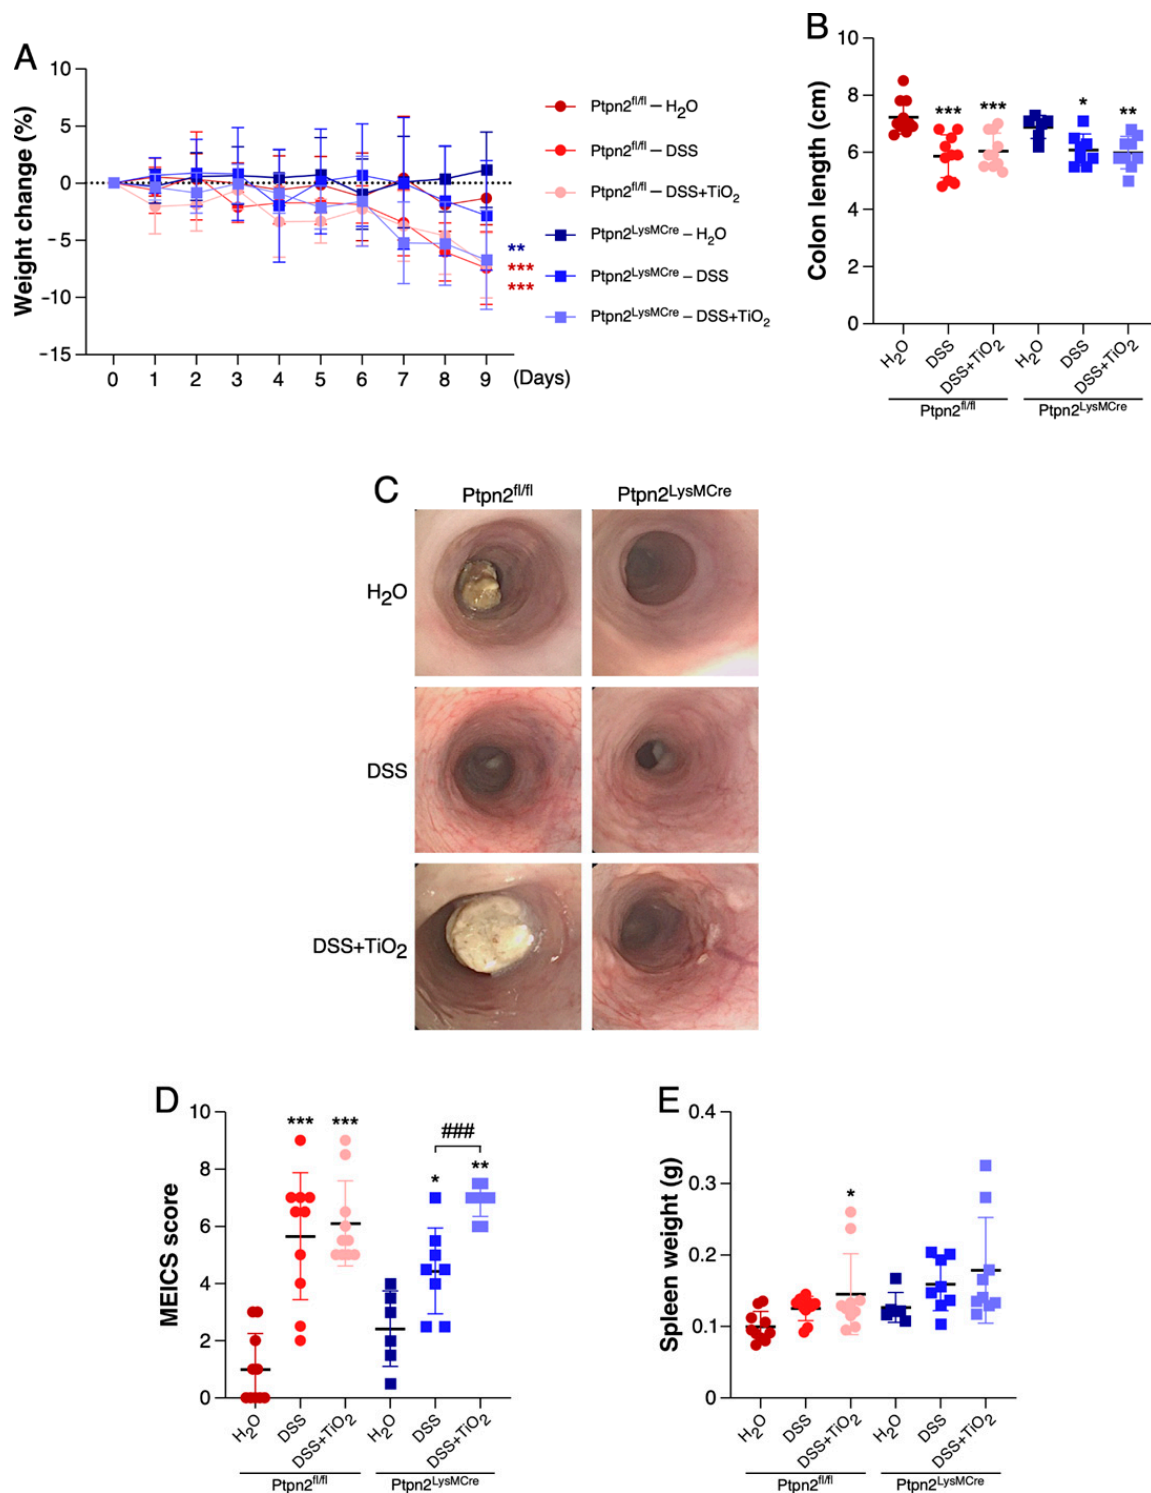 A
Weight change (%)
10
5
0
−5
−10
−15
0 1 2 3 4 5 6 7 8 9 (Days)
**
***
***
Ptpn2fl/fl – H2O
Ptpn2fl/fl – DSS
Ptpn2fl/fl – DSS+TiO2
Ptpn2LysMCre – H2O
Ptpn2LysMCre – DSS
Ptpn2LysMCre – DSS+TiO2
B
Colon length (cm)
10
8
6
4
2
0
*** *** * **
H2O DSS DSS+TiO2 H2O DSS DSS+TiO2
Ptpn2fl/fl Ptpn2LysMCre
C
Ptpn2fl/fl Ptpn2LysMCre
H2O
DSS
DSS+TiO2
D
MEICS score
10
8
6
4
2
0
*** *** * **
###
H2O DSS DSS+TiO2 H2O DSS DSS+TiO2
Ptpn2fl/fl Ptpn2LysMCre
E
Spleen weight (g)
0.4
0.3
0.2
0.1
0
*
H2O DSS DSS+TiO2 H2O DSS DSS+TiO2
Ptpn2fl/fl Ptpn2LysMCre